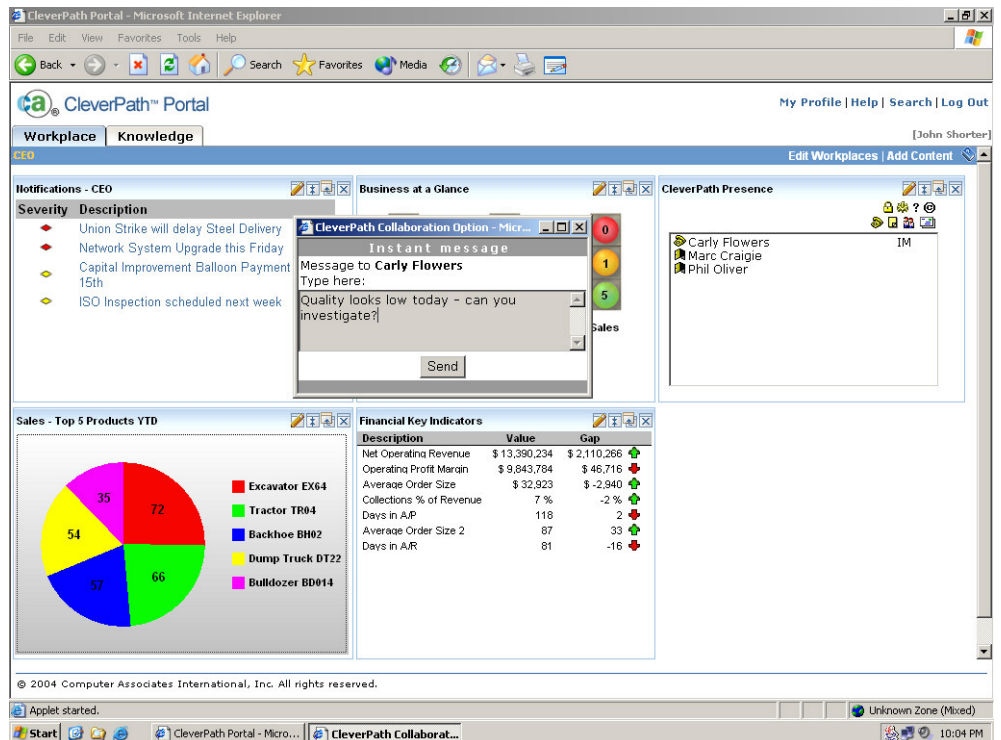 CleverPath Portal - Microsoft Internet Explorer
File Edit View Favorites Tools Help
Back Search Favorites Media
ca® CleverPath™ Portal
My Profile | Help | Search | Log Out
Workplace Knowledge
[John Shorter]
CEO
Edit Workplaces | Add Content
Notifications - CEO
Severity Description
Union Strike will delay Steel Delivery
Network System Upgrade this Friday
Capital Improvement Balloon Payment
15th
ISO Inspection scheduled next week
Business at a Glance
0
1
5
Sales
CleverPath Collaboration Option - Micr...
Instant message
Message to Carly Flowers
Type here:
Quality looks low today - can you
investigate?
Send
CleverPath Presence
Carly Flowers IM
Marc Craigie
Phil Oliver
Sales - Top 5 Products YTD
35
72
54
57
66
Excavator EX64
Tractor TR04
Backhoe BH02
Dump Truck DT22
Bulldozer BD014
Financial Key Indicators
Description Value Gap
Net Operating Revenue $ 13,390,234 $ 2,110,266
Operating Profit Margin $ 9,843,784 $ 46,716
Average Order Size $ 32,923 $ -2,940
Collections % of Revenue 7 % -2 %
Days in A/P 118 2
Average Order Size 2 87 33
Days in A/R 81 -16
© 2004 Computer Associates International, Inc. All rights reserved.
Applet started.
Unknown Zone (Mixed)
Start
CleverPath Portal - Micro...
CleverPath Collaborat...
10:04 PM